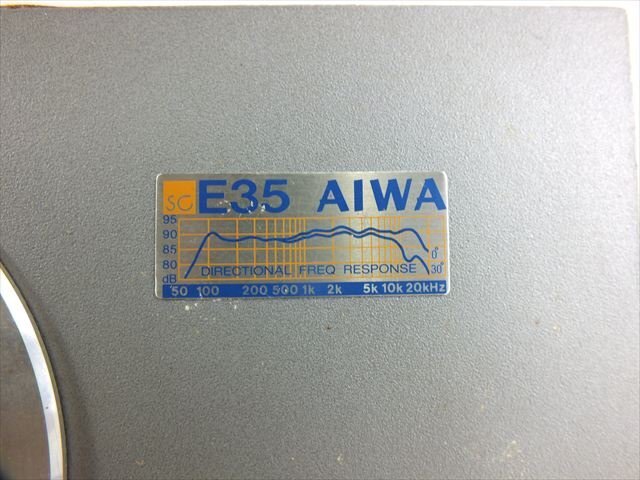 SC E35 AIWA
95
90
85
80
dB
0°
30°
DIRECTIONAL FREQ RESPONSE
50 100 200 500 1k 2k 5k 10k 20kHz